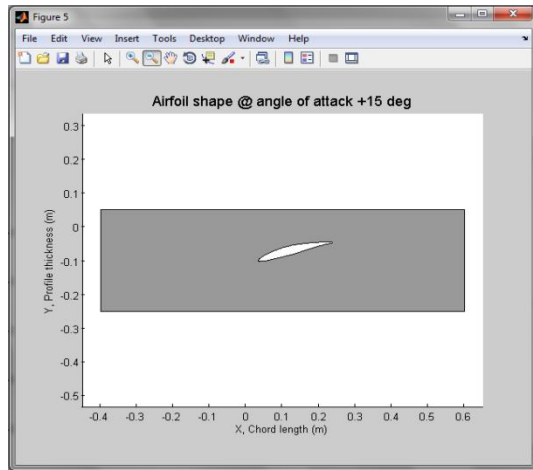 Figure 5
File Edit View Insert Tools Desktop Window Help
Airfoil shape @ angle of attack +15 deg
0.3
0.2
0.1
0
-0.1
-0.2
-0.3
-0.4
-0.5
Y, Profile thickness (m)
-0.4 -0.3 -0.2 -0.1 0 0.1 0.2 0.3 0.4 0.5 0.6
X, Chord length (m)